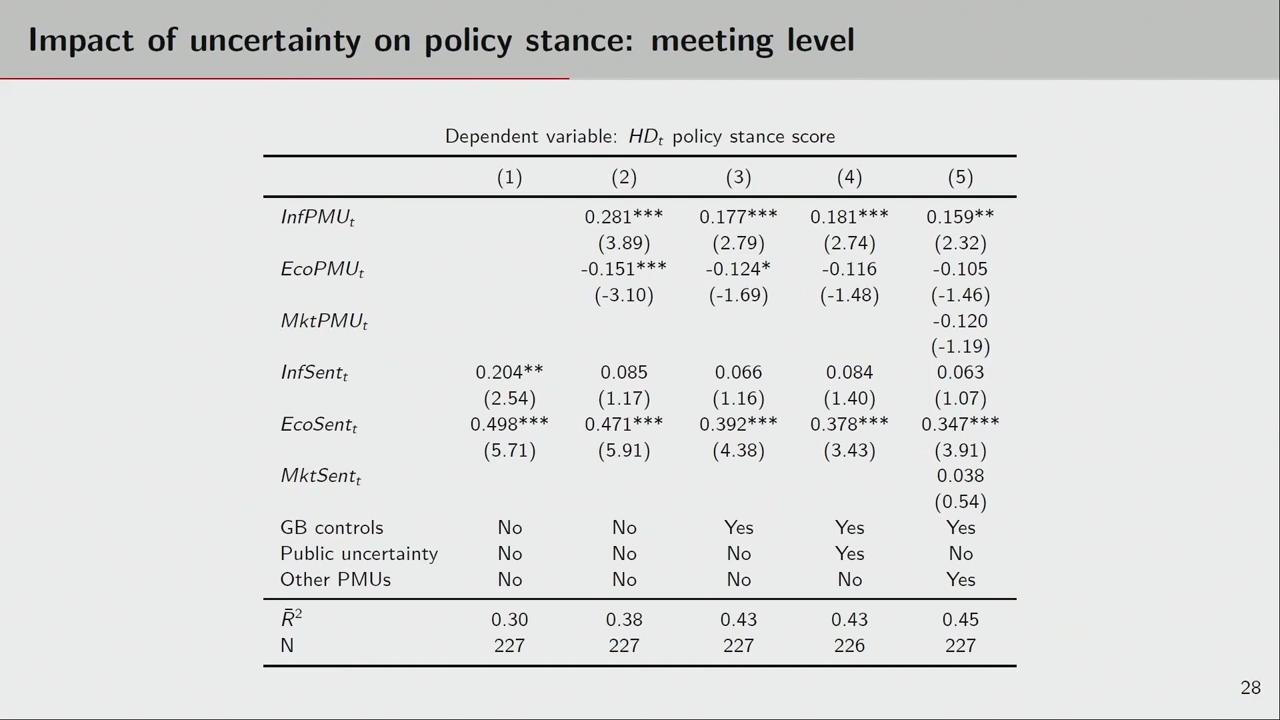 Impact of uncertainty on policy stance: meeting level
Dependent variable: HDt policy stance score
(1) (2) (3) (4) (5)
InfPMUt 0.281*** 0.177*** 0.181*** 0.159**
(3.89) (2.79) (2.74) (2.32)
EcoPMUt -0.151*** -0.124* -0.116 -0.105
(-3.10) (-1.69) (-1.48) (-1.46)
MktPMUt -0.120
(-1.19)
InfSentt 0.204** 0.085 0.066 0.084 0.063
(2.54) (1.17) (1.16) (1.40) (1.07)
EcoSentt 0.498*** 0.471*** 0.392*** 0.378*** 0.347***
(5.71) (5.91) (4.38) (3.43) (3.91)
MktSentt 0.038
(0.54)
GB controls No No Yes Yes Yes
Public uncertainty No No No Yes No
Other PMUs No No No No Yes
R̄² 0.30 0.38 0.43 0.43 0.45
N 227 227 227 226 227
28